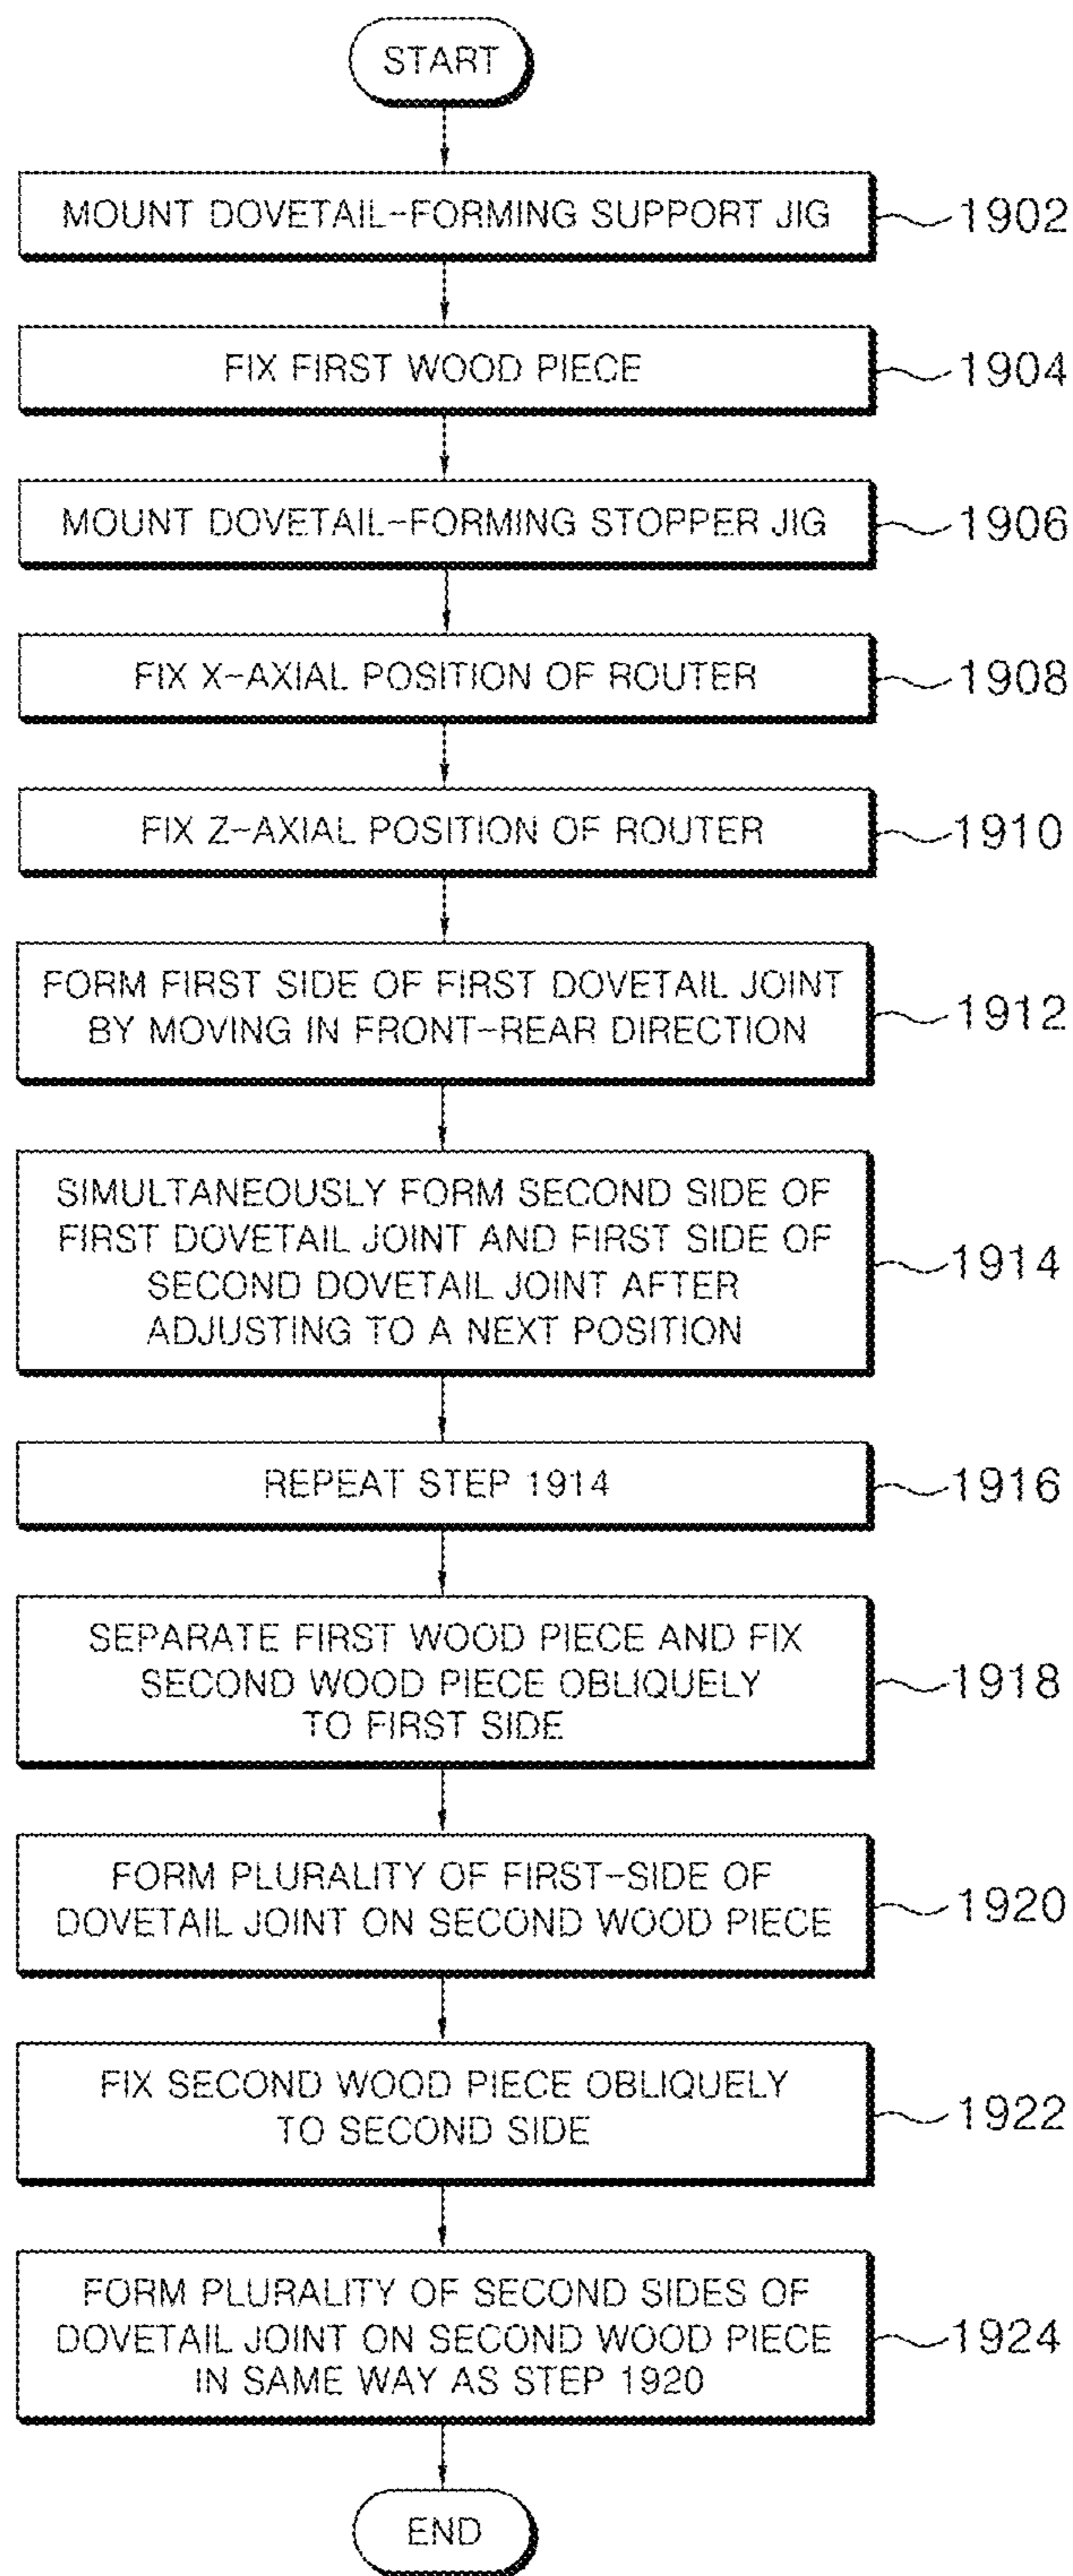 START
MOUNT DOVETAIL-FORMING SUPPORT JIG
1902
FIX FIRST WOOD PIECE
1904
MOUNT DOVETAIL-FORMING STOPPER JIG
1906
FIX X-AXIAL POSITION OF ROUTER
1908
FIX Z-AXIAL POSITION OF ROUTER
1910
FORM FIRST SIDE OF FIRST DOVETAIL JOINT
BY MOVING IN FRONT-REAR DIRECTION
1912
SIMULTANEOUSLY FORM SECOND SIDE OF
FIRST DOVETAIL JOINT AND FIRST SIDE OF
SECOND DOVETAIL JOINT AFTER
ADJUSTING TO A NEXT POSITION
1914
REPEAT STEP 1914
1916
SEPARATE FIRST WOOD PIECE AND FIX
SECOND WOOD PIECE OBLIQUELY
TO FIRST SIDE
1918
FORM PLURALITY OF FIRST-SIDE OF
DOVETAIL JOINT ON SECOND WOOD PIECE
1920
FIX SECOND WOOD PIECE OBLIQUELY
TO SECOND SIDE
1922
FORM PLURALITY OF SECOND SIDES OF
DOVETAIL JOINT ON SECOND WOOD PIECE
IN SAME WAY AS STEP 1920
1924
END